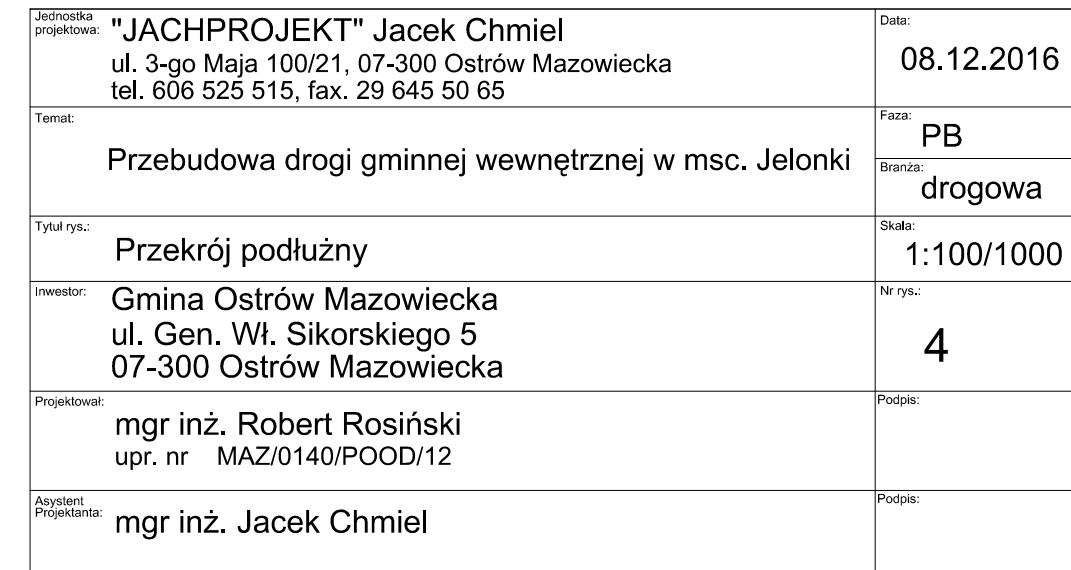 Jednostka
projektowa:
"JACHPROJEKT" Jacek Chmiel
ul. 3-go Maja 100/21, 07-300 Ostrów Mazowiecka
tel. 606 525 515, fax. 29 645 50 65
Data:
08.12.2016
Temat:
Przebudowa drogi gminnej wewnętrznej w msc. Jelonki
Faza:
PB
Branża:
drogowa
Tytuł rys.:
Przekrój podłużny
Skala:
1:100/1000
Inwestor:
Gmina Ostrów Mazowiecka
ul. Gen. Wł. Sikorskiego 5
07-300 Ostrów Mazowiecka
Nr rys.:
4
Projektował:
mgr inż. Robert Rosiński
upr. nr MAZ/0140/POOD/12
Podpis:
Asystent
Projektanta:
mgr inż. Jacek Chmiel
Podpis: